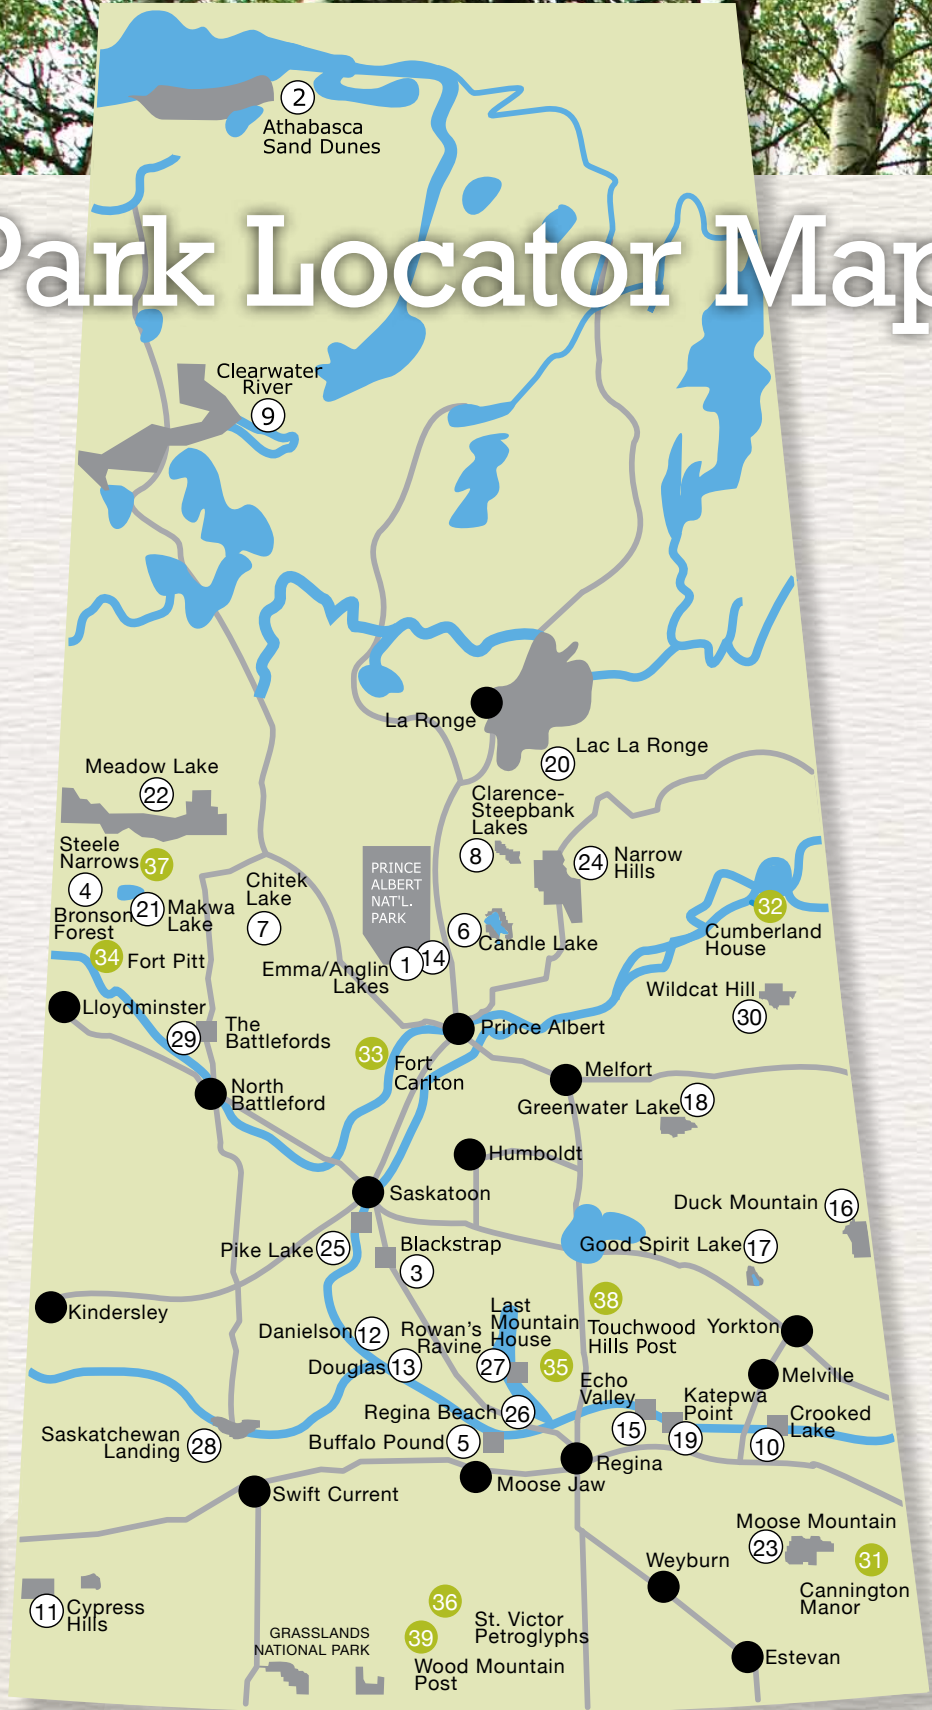 2
Athabasca
Sand Dunes
Park Locator Map
Clearwater
River
9
La Ronge
Lac La Ronge
20
Meadow Lake
22
Clarence-
Steepbank
Lakes
8
Steele
Narrows
37
4
Bronson
Forest
21
Makwa
Lake
Chitek
Lake
7
PRINCE
ALBERT
NAT'L.
PARK
24
Narrow
Hills
6
Candle Lake
32
Cumberland
House
34
Fort Pitt
Emma/Anglin
Lakes
1
14
Wildcat Hill
30
Lloydminster
29
The
Battlefords
33
Fort
Carlton
Prince Albert
Melfort
North
Battleford
Greenwater Lake
18
Humboldt
Saskatoon
Duck Mountain
16
Pike Lake
25
Blackstrap
3
Good Spirit Lake
17
Kindersley
38
Touchwood
Hills Post
Yorkton
Danielson
12
Rowan's
Ravine
Last
Mountain
House
27
35
Douglas
13
Melville
Echo
Valley
15
Katepwa
Point
19
Crooked
Lake
10
Regina Beach
26
Saskatchewan
Landing
28
Buffalo Pound
5
Regina
Moose Jaw
Swift Current
Moose Mountain
23
31
Cannington
Manor
Weyburn
11
Cypress
Hills
36
St. Victor
Petroglyphs
39
Wood Mountain
Post
GRASSLANDS
NATIONAL PARK
Estevan